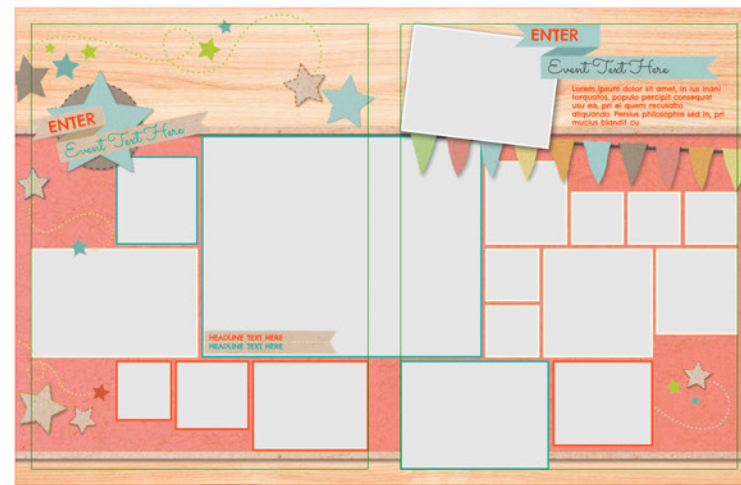 ENTER
Event Text Here
HEADLINE TEXT HERE
HEADLINE TEXT HERE
ENTER
Event Text Here
Lorem ipsum dolor sit amet, in ius inani
torquatos, populo percipit consequat
usu ea, pri ei quem recusabo
aliquando. Persius philosophia sed in, pri
mucius blandit cu.